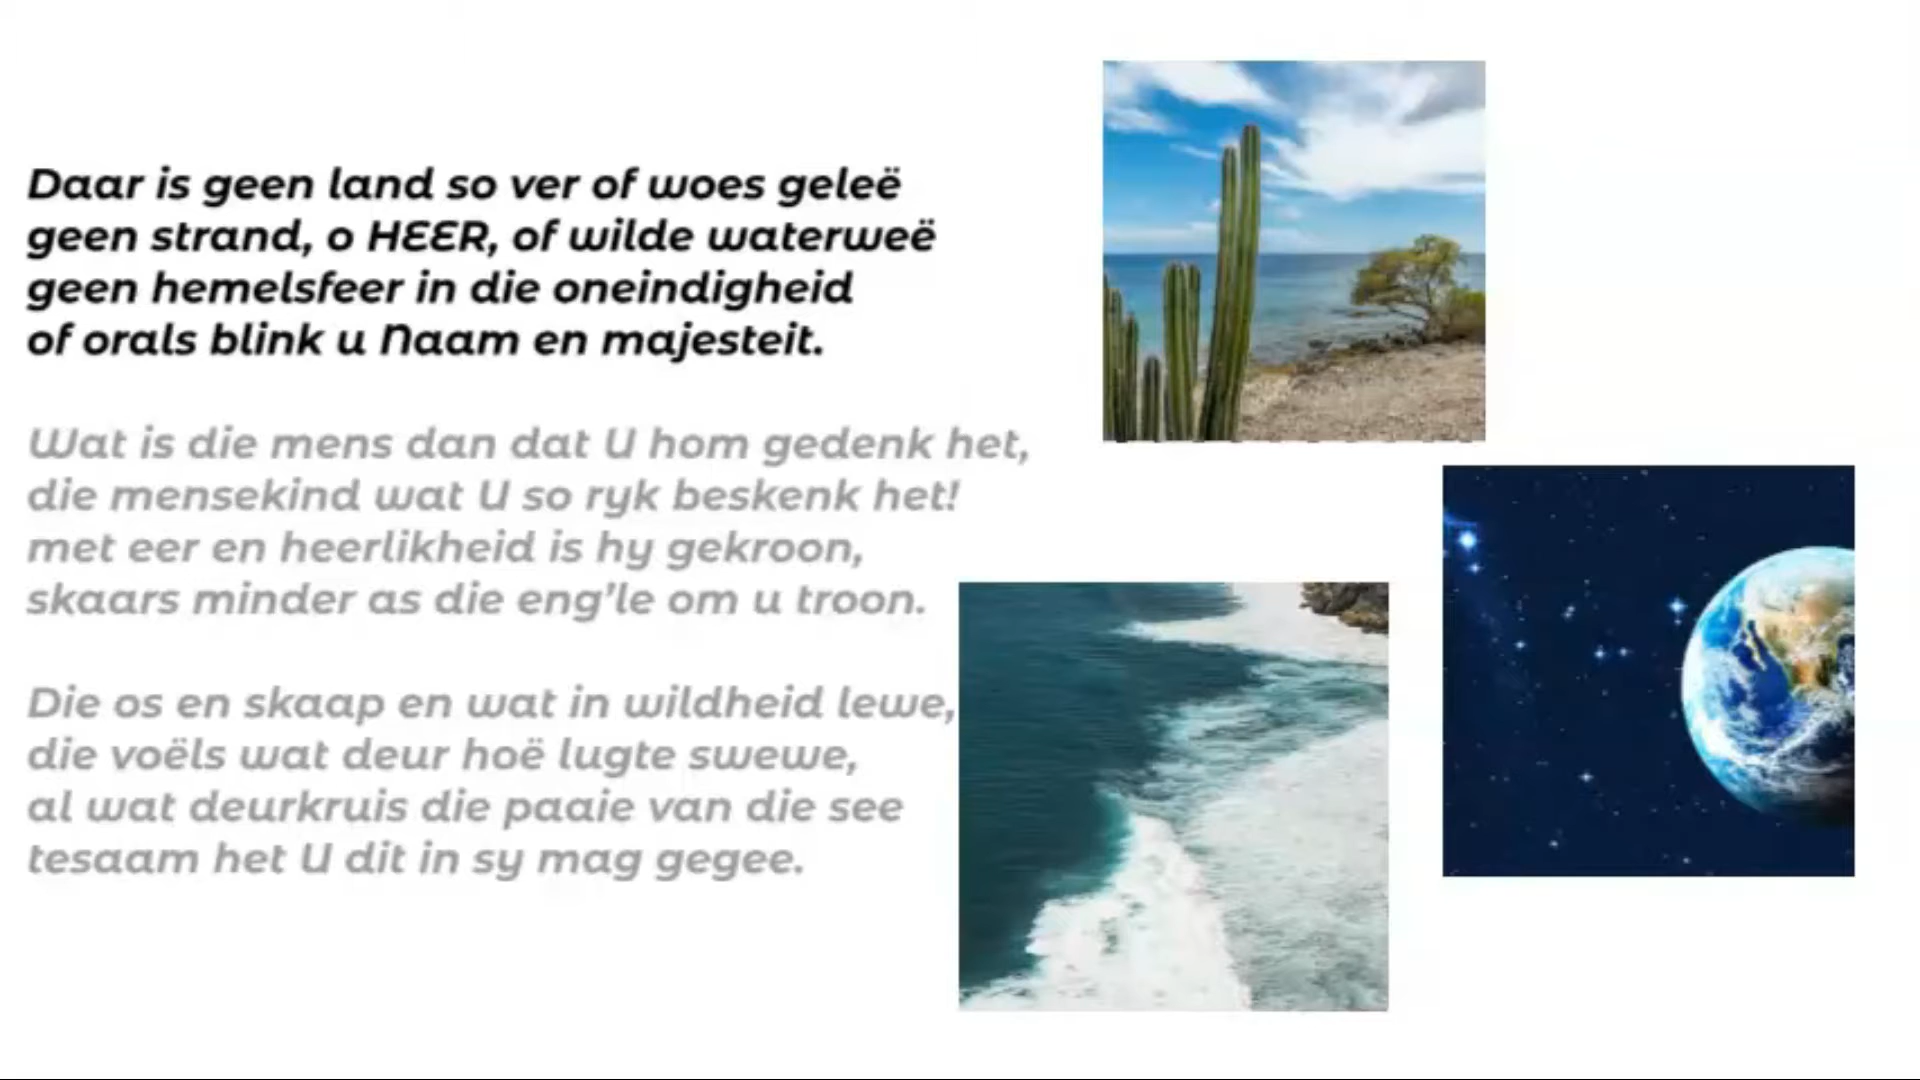 Daar is geen land so ver of woes geleë
geen strand, o HEER, of wilde waterweë
geen hemelsfeer in die oneindigheid
of orals blink u Naam en majesteit.
Wat is die mens dan dat U hom gedenk het,
die mensekind wat U so ryk beskenk het!
met eer en heerlikheid is hy gekroon,
skaars minder as die eng’le om u troon.
Die os en skaap en wat in wildheid lewe,
die voëls wat deur hoë lugte swewe,
al wat deurkruis die paaie van die see
tesaam het U dit in sy mag gegee.